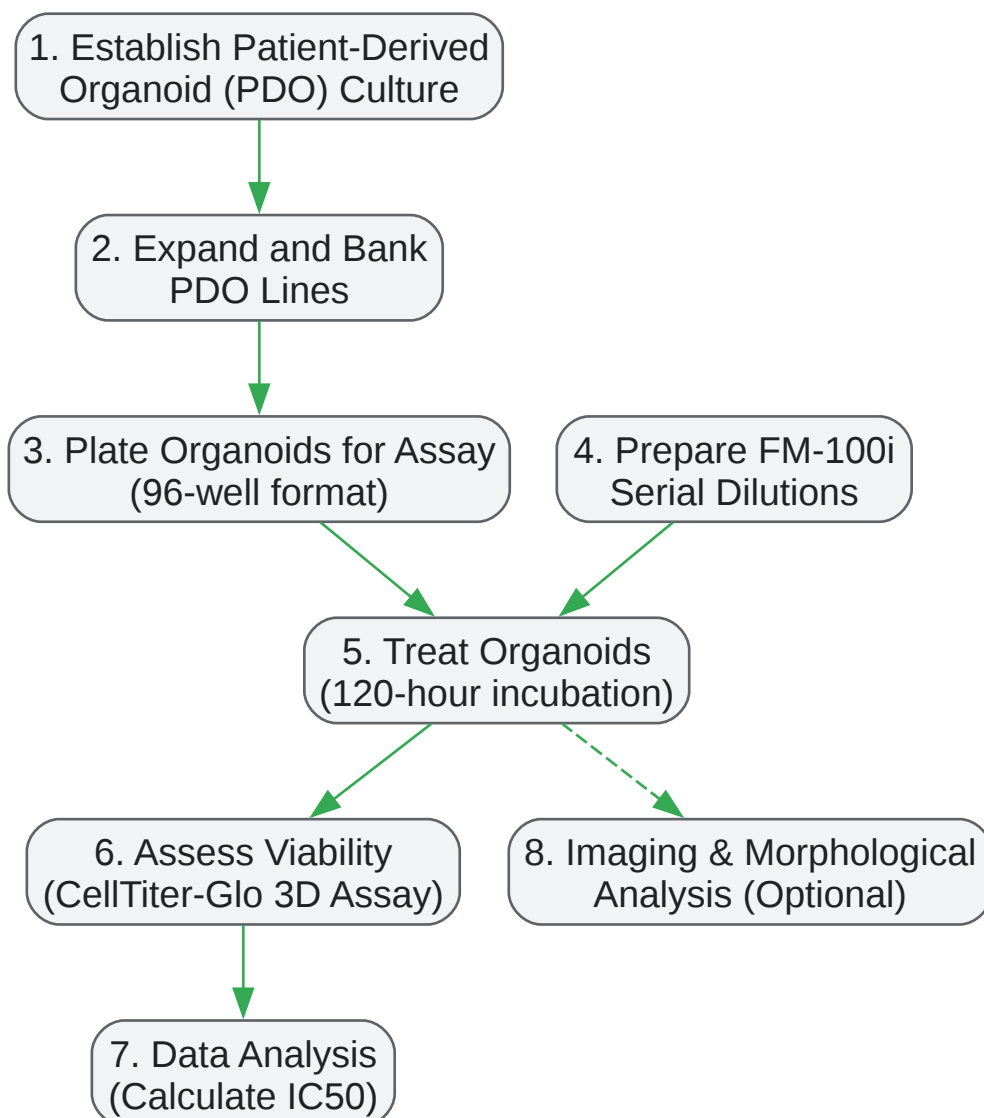 1. Establish Patient-Derived
Organoid (PDO) Culture
2. Expand and Bank
PDO Lines
3. Plate Organoids for Assay
(96-well format)
4. Prepare FM-100i
Serial Dilutions
5. Treat Organoids
(120-hour incubation)
6. Assess Viability
(CellTiter-Glo 3D Assay)
8. Imaging & Morphological
Analysis (Optional)
7. Data Analysis
(Calculate IC50)